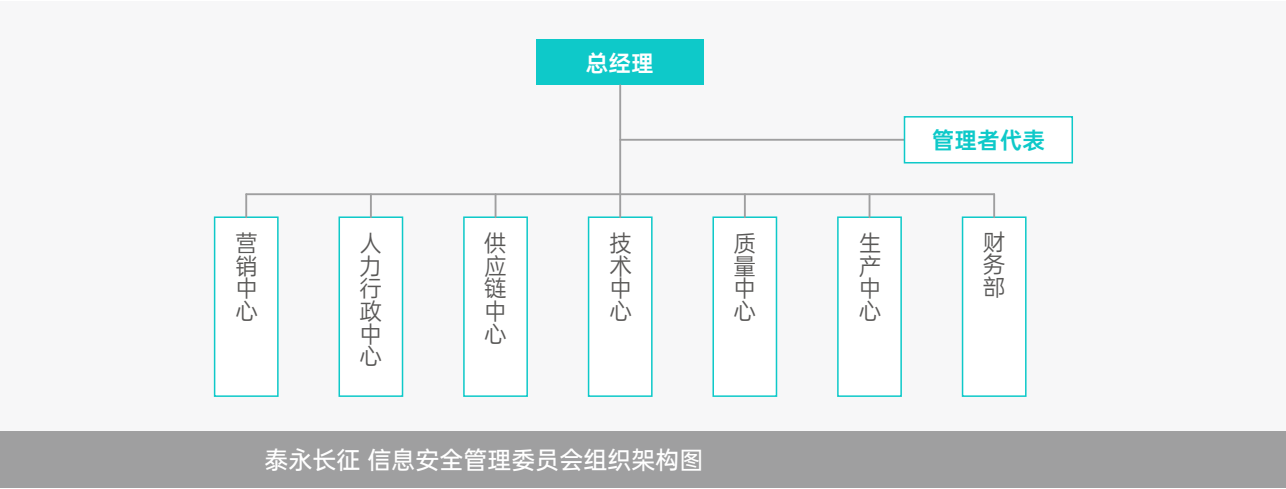 总经理
管理者代表
营销中心
人力行政中心
供应链中心
技术中心
质量中心
生产中心
财务部
泰永长征 信息安全管理委员会组织架构图